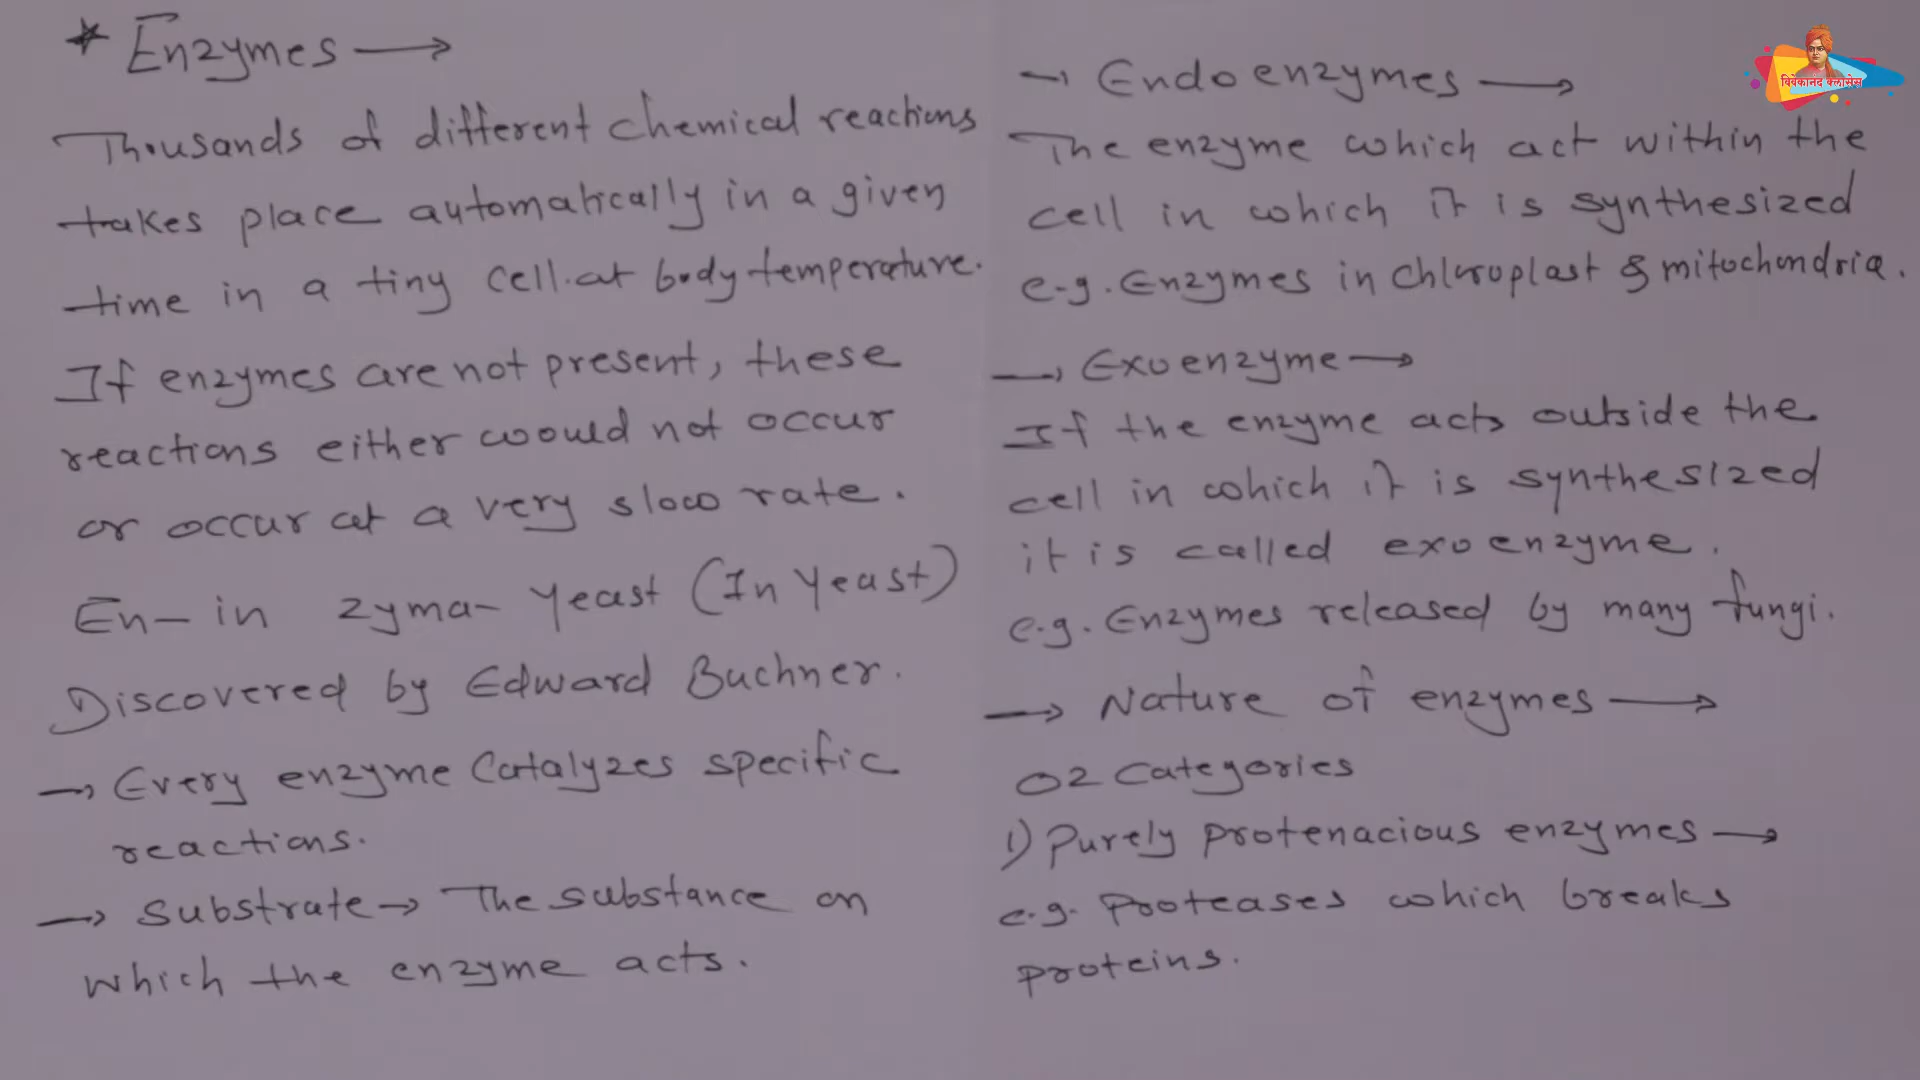 * Enzymes →
Thousands of different chemical reactions
takes place automatically in a given
time in a tiny cell. at body temperature.
If enzymes are not present, these
reactions either would not occur
or occur at a very slow rate.
En - in zyma - Yeast (In Yeast)
Discovered by Edward Buchner.
→ Every enzyme Catalyzes specific
reactions.
→ Substrate → The substance on
which the enzyme acts.
→ Endoenzymes →
The enzyme which act within the
cell in which it is synthesized
e.g. Enzymes in chloroplast & mitochondria.
→ Exoenzyme →
If the enzyme acts outside the
cell in which it is synthesized
it is called exoenzyme.
e.g. Enzymes released by many fungi.
→ Nature of enzymes →
02 Categories
1) Purely protenacious enzymes →
e.g. Proteases which breaks
proteins.
विवेकानंद क्लासेस